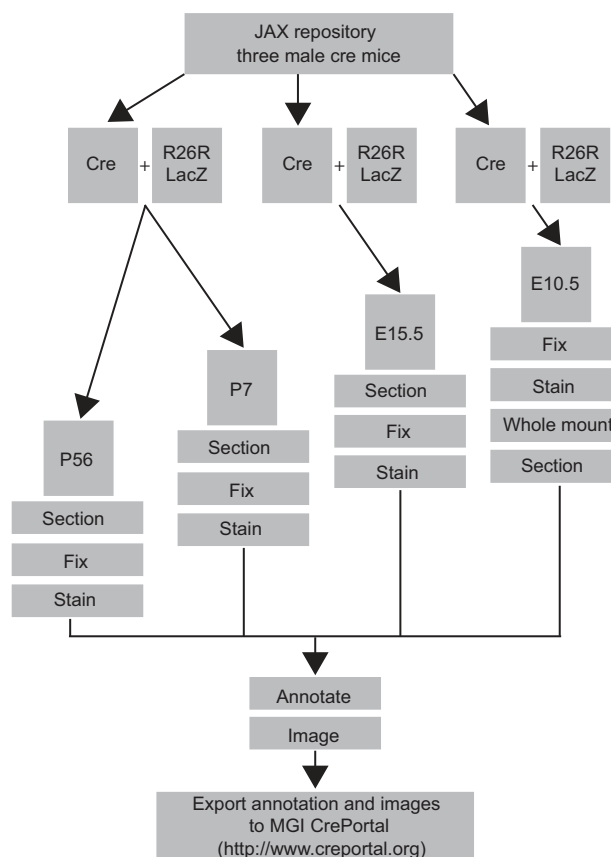 JAX repository
three male cre mice
Cre + R26R LacZ
Cre + R26R LacZ
Cre + R26R LacZ
P56
Section
Fix
Stain
P7
Section
Fix
Stain
E15.5
Section
Fix
Stain
E10.5
Fix
Stain
Whole mount
Section
Annotate
Image
Export annotation and images
to MGI CrePortal
(http://www.creportal.org)